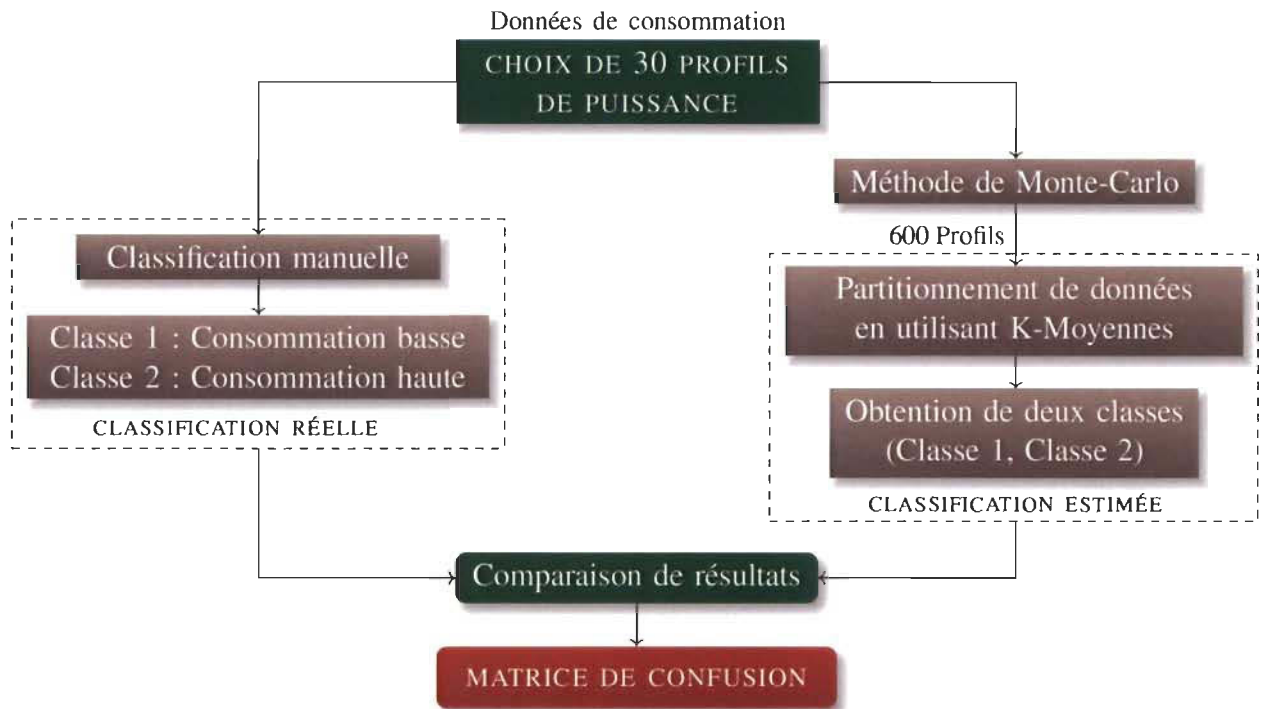 Données de consommation
CHOIX DE 30 PROFILS
DE PUISSANCE
Méthode de Monte-Carlo
600 Profils
Classification manuelle
Classe 1 : Consommation basse
Classe 2 : Consommation haute
CLASSIFICATION RÉELLE
Partitionnement de données
en utilisant K-Moyennes
Obtention de deux classes
(Classe 1, Classe 2)
CLASSIFICATION ESTIMÉE
Comparaison de résultats
MATRICE DE CONFUSION